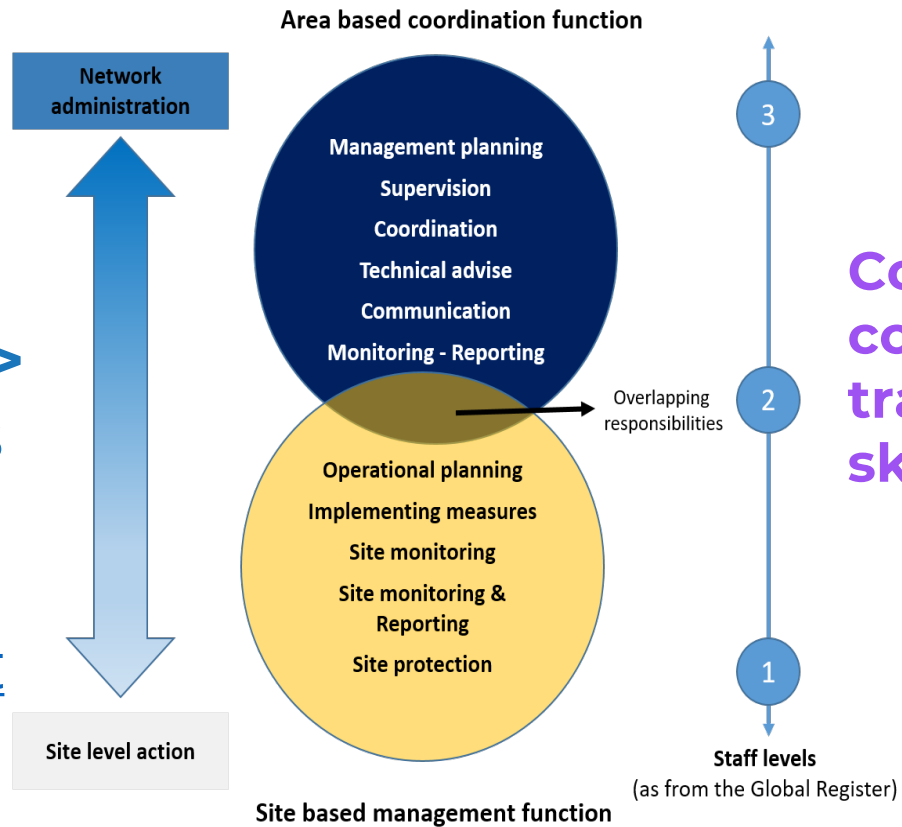 Area based coordination function
Network
administration
Management planning
Supervision
Coordination
Technical advise
Communication
Monitoring - Reporting
Overlapping
responsibilities
Operational planning
Implementing measures
Site monitoring
Site monitoring &
Reporting
Site protection
Site level action
Site based management function
3
2
1
Staff levels
(as from the Global Register)